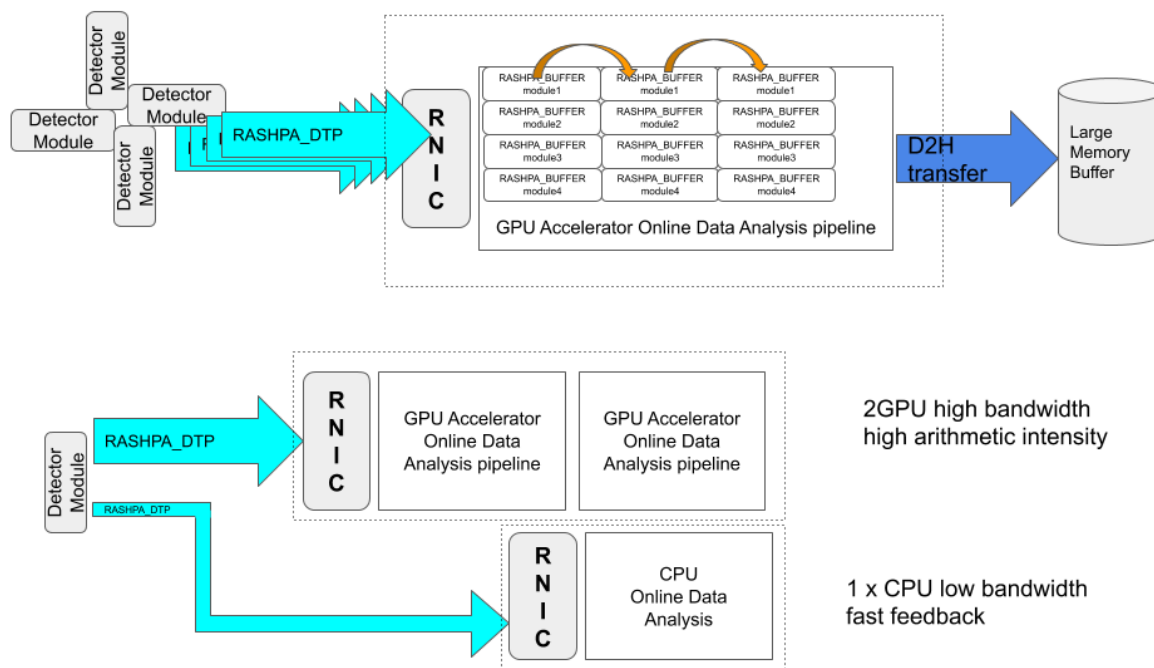 Detector
Module
Detector
Module
Detector
Module
Detector
Module
RASHPA_DTP
R
N
I
C
RASHPA_BUFFER
module1
RASHPA_BUFFER
module1
RASHPA_BUFFER
module1
RASHPA_BUFFER
module2
RASHPA_BUFFER
module2
RASHPA_BUFFER
module2
RASHPA_BUFFER
module3
RASHPA_BUFFER
module3
RASHPA_BUFFER
module3
RASHPA_BUFFER
module4
RASHPA_BUFFER
module4
RASHPA_BUFFER
module4
GPU Accelerator Online Data Analysis pipeline
D2H
transfer
Large
Memory
Buffer
Detector
Module
RASHPA_DTP
R
N
I
C
GPU Accelerator
Online Data
Analysis pipeline
GPU Accelerator
Online Data
Analysis pipeline
2GPU high bandwidth
high arithmetic intensity
RASHPA_DTP
R
N
I
C
CPU
Online Data
Analysis
1 x CPU low bandwidth
fast feedback